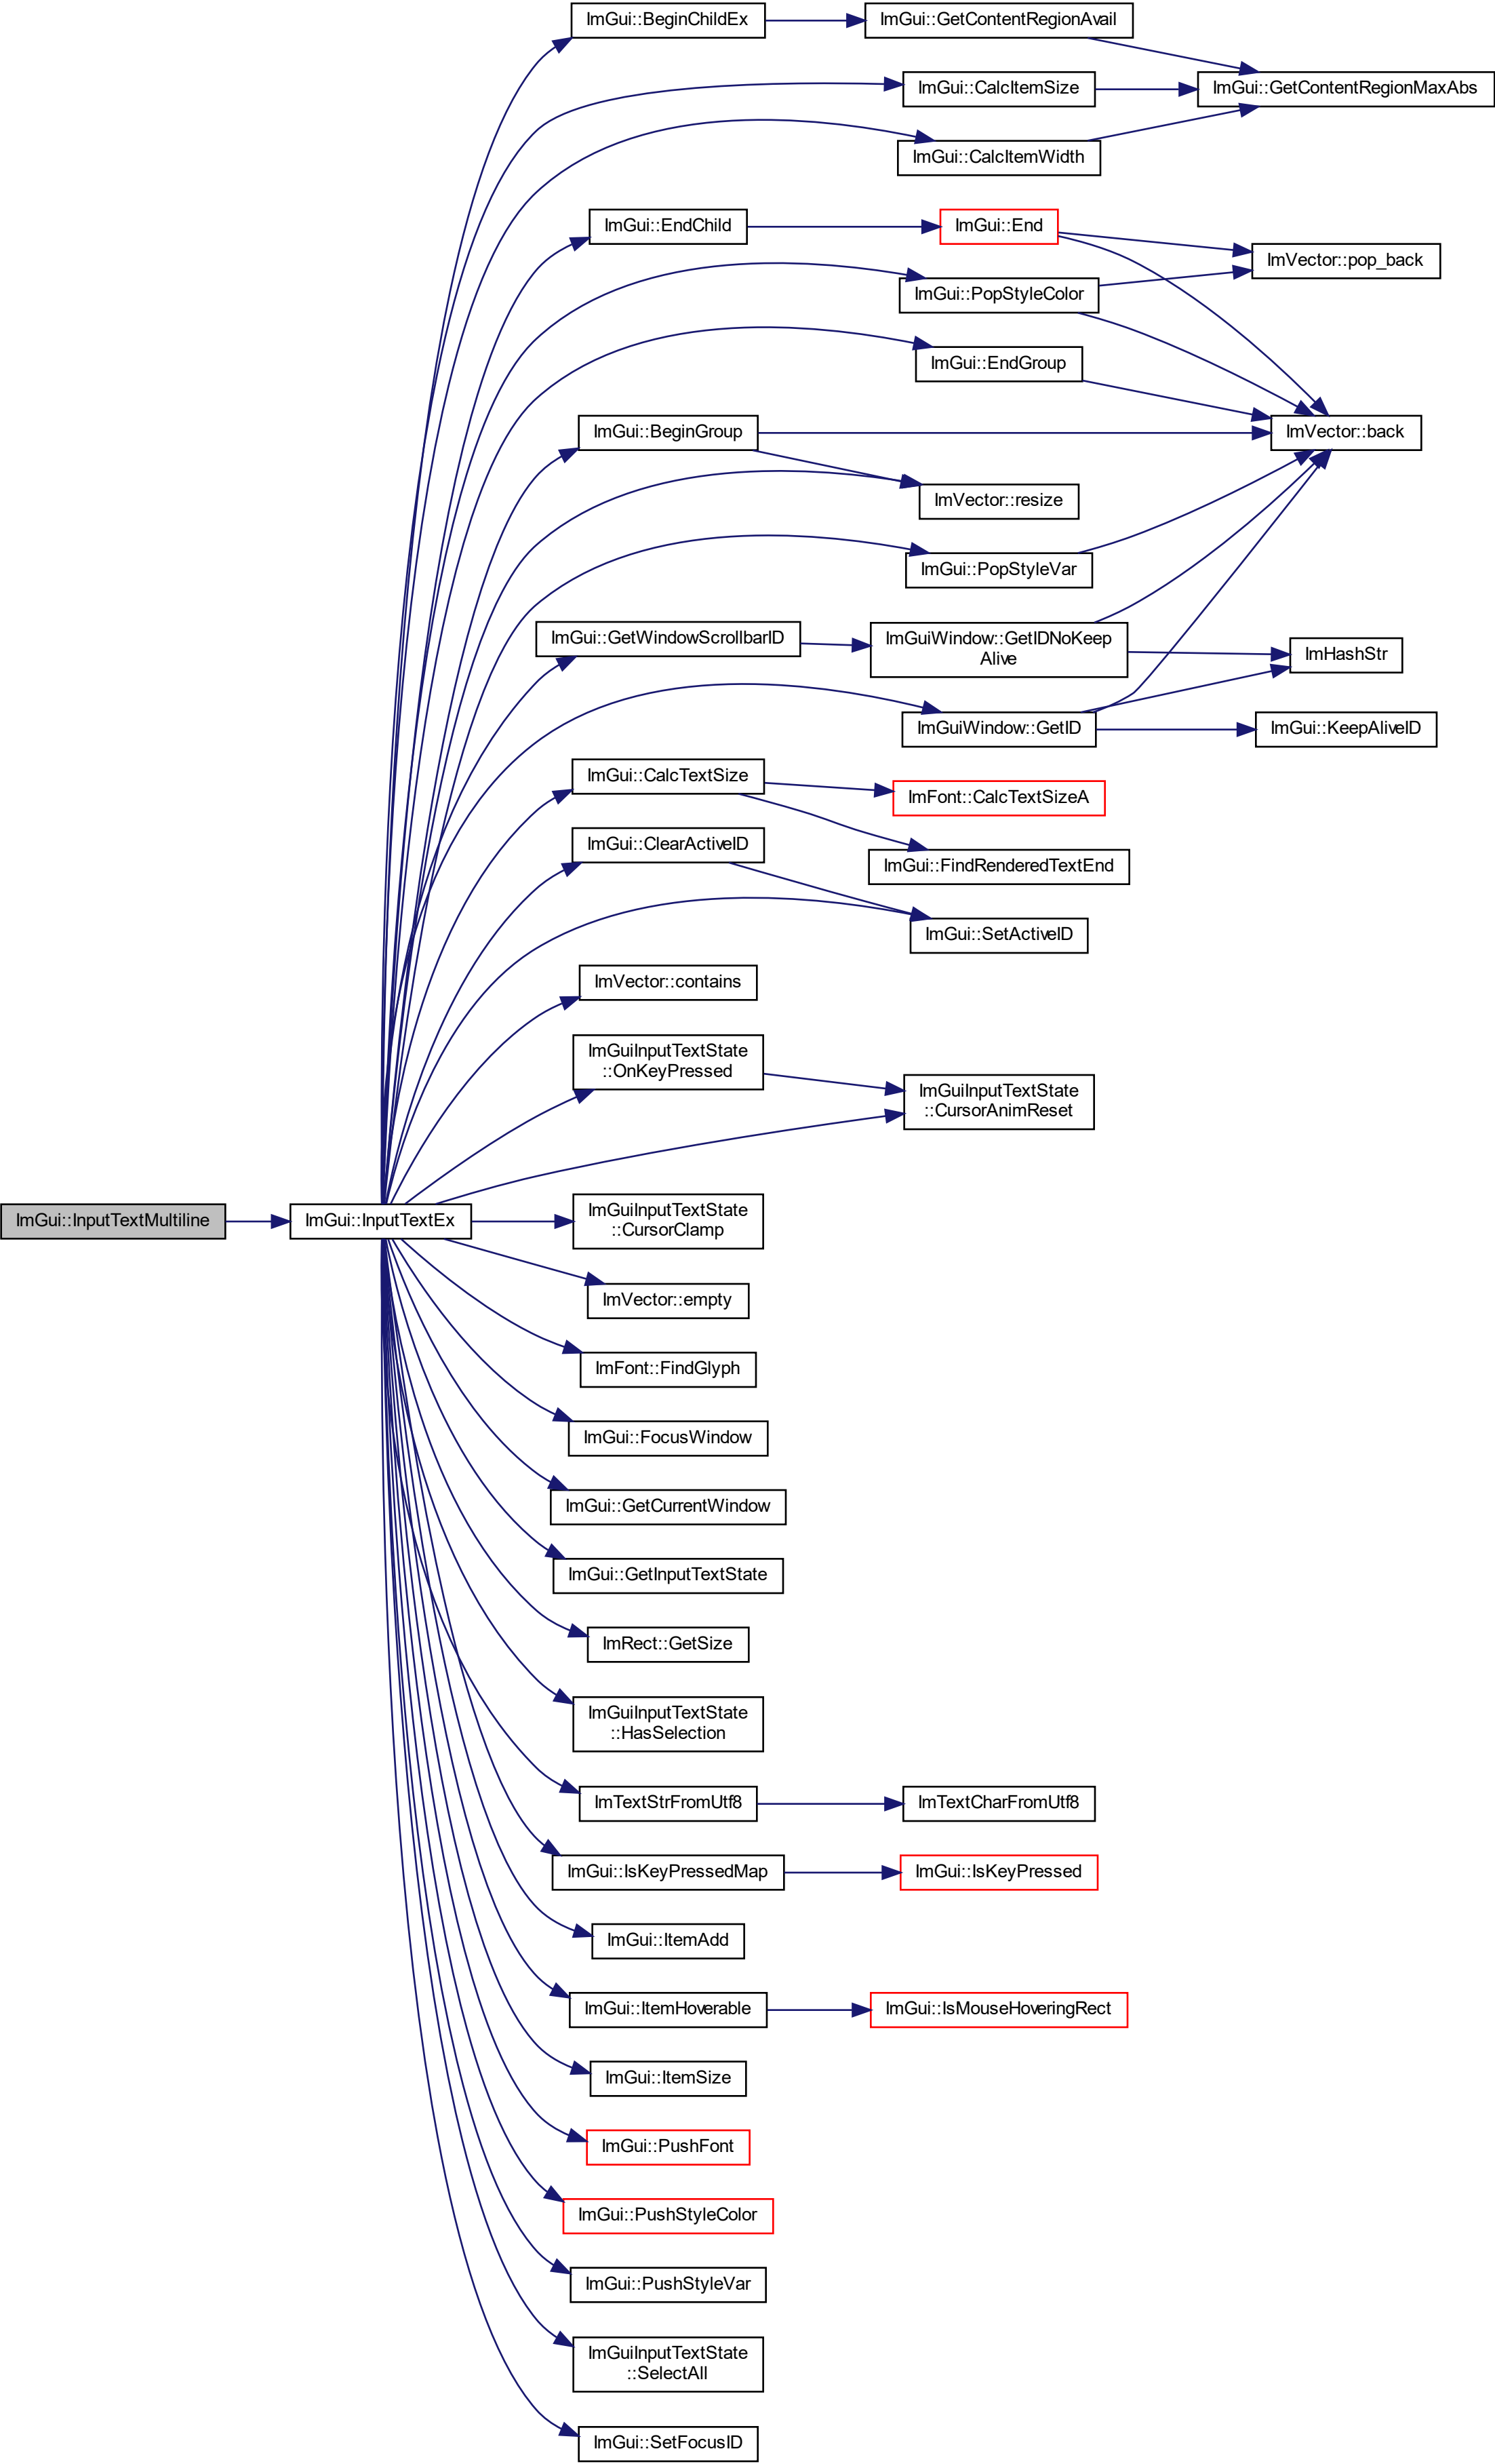 ImGui::BeginChildEx
ImGui::GetContentRegionAvail
ImGui::CalcItemSize
ImGui::GetContentRegionMaxAbs
ImGui::CalcItemWidth
ImGui::EndChild
ImGui::End
ImVector::pop_back
ImGui::PopStyleColor
ImGui::EndGroup
ImGui::BeginGroup
ImVector::back
ImVector::resize
ImGui::PopStyleVar
ImGui::GetWindowScrollbarID
ImGuiWindow::GetIDNoKeep
Alive
ImHashStr
ImGuiWindow::GetID
ImGui::KeepAliveID
ImGui::CalcTextSize
ImFont::CalcTextSizeA
ImGui::ClearActiveID
ImGui::FindRenderedTextEnd
ImGui::SetActiveID
ImVector::contains
ImGuiInputTextState
::OnKeyPressed
ImGuiInputTextState
::CursorAnimReset
ImGui::InputTextMultiline
ImGui::InputTextEx
ImGuiInputTextState
::CursorClamp
ImVector::empty
ImFont::FindGlyph
ImGui::FocusWindow
ImGui::GetCurrentWindow
ImGui::GetInputTextState
ImRect::GetSize
ImGuiInputTextState
::HasSelection
ImTextStrFromUtf8
ImTextCharFromUtf8
ImGui::IsKeyPressedMap
ImGui::IsKeyPressed
ImGui::ItemAdd
ImGui::ItemHoverable
ImGui::IsMouseHoveringRect
ImGui::ItemSize
ImGui::PushFont
ImGui::PushStyleColor
ImGui::PushStyleVar
ImGuiInputTextState
::SelectAll
ImGui::SetFocusID